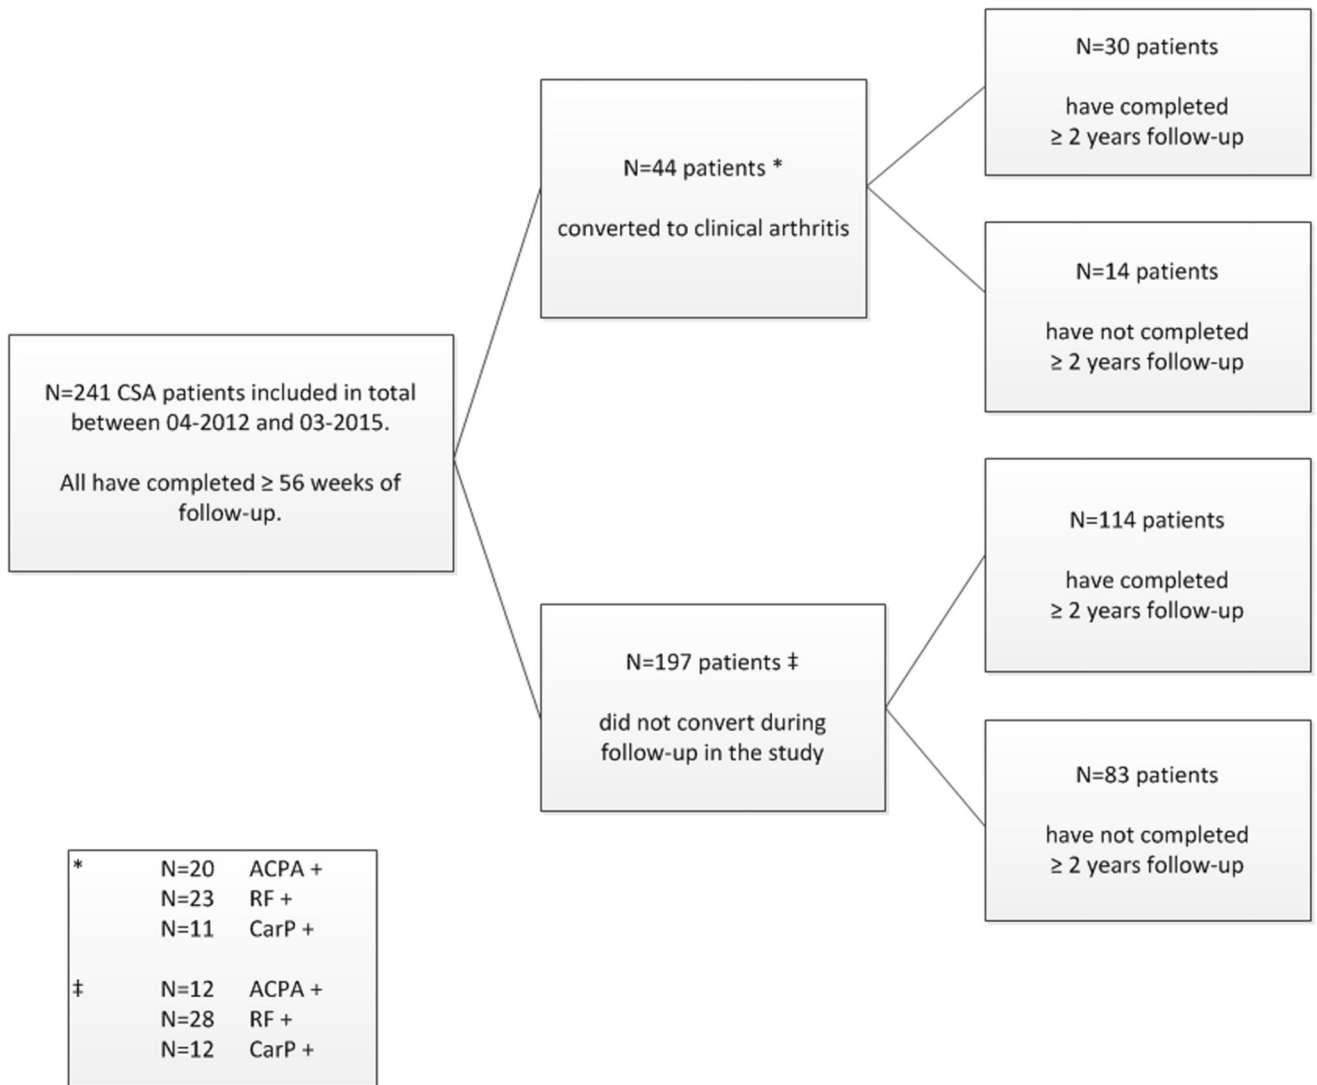 N=241 CSA patients included in total
between 04-2012 and 03-2015.
All have completed ≥ 56 weeks of
follow-up.
N=44 patients *
converted to clinical arthritis
N=30 patients
have completed
≥ 2 years follow-up
N=14 patients
have not completed
≥ 2 years follow-up
N=197 patients ‡
did not convert during
follow-up in the study
N=114 patients
have completed
≥ 2 years follow-up
N=83 patients
have not completed
≥ 2 years follow-up
* N=20 ACPA +
N=23 RF +
N=11 CarP +
‡ N=12 ACPA +
N=28 RF +
N=12 CarP +